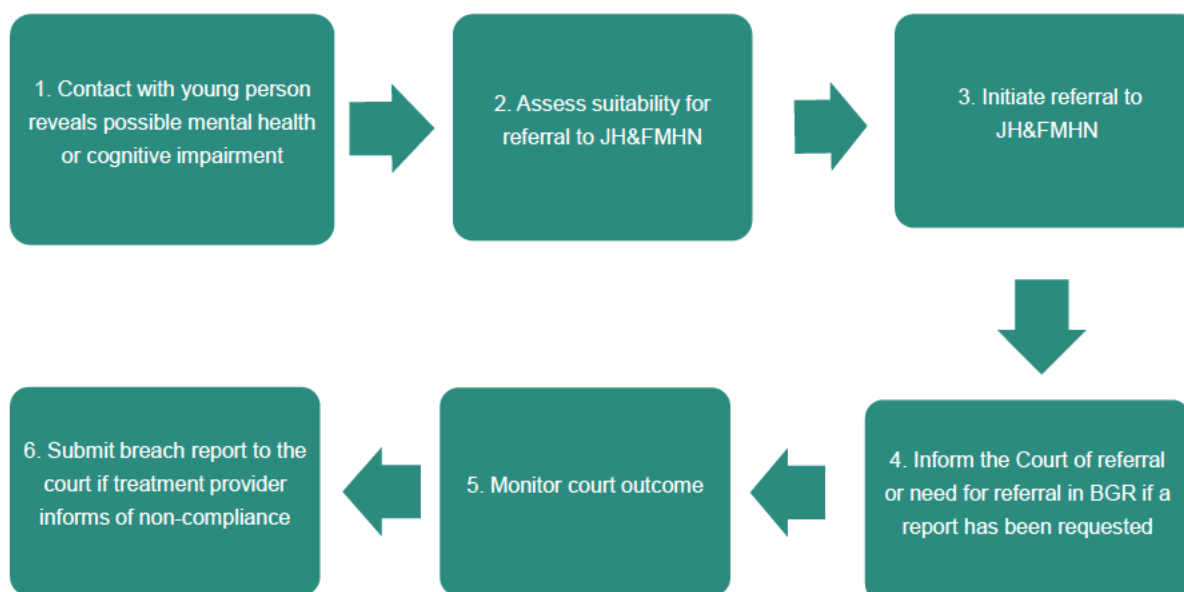 1. Contact with young person
reveals possible mental health
or cognitive impairment
2. Assess suitability for
referral to JH&FMHN
3. Initiate referral to
JH&FMHN
4. Inform the Court of referral
or need for referral in BGR if a
report has been requested
5. Monitor court outcome
6. Submit breach report to the
court if treatment provider
informs of non-compliance